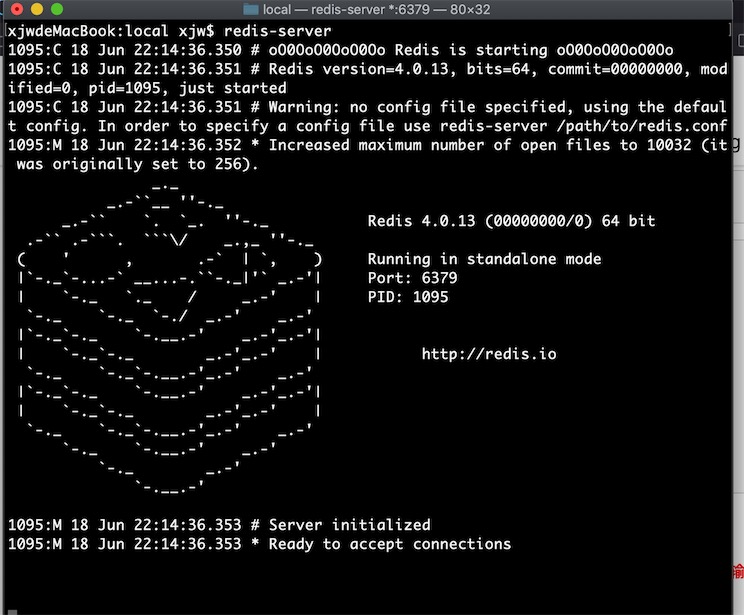 local — redis-server *:6379 — 80×32
[xjwdeMacBook:local xjw$ redis-server ]
1095:C 18 Jun 22:14:36.350 # oO0OoO0OoO0Oo Redis is starting oO0OoO0OoO0Oo
1095:C 18 Jun 22:14:36.351 # Redis version=4.0.13, bits=64, commit=00000000, mod
ified=0, pid=1095, just started
1095:C 18 Jun 22:14:36.351 # Warning: no config file specified, using the defaul
t config. In order to specify a config file use redis-server /path/to/redis.conf
1095:M 18 Jun 22:14:36.352 * Increased maximum number of open files to 10032 (it
was originally set to 256).
Redis 4.0.13 (00000000/0) 64 bit
Running in standalone mode
Port: 6379
PID: 1095
http://redis.io
1095:M 18 Jun 22:14:36.353 # Server initialized
1095:M 18 Jun 22:14:36.353 * Ready to accept connections